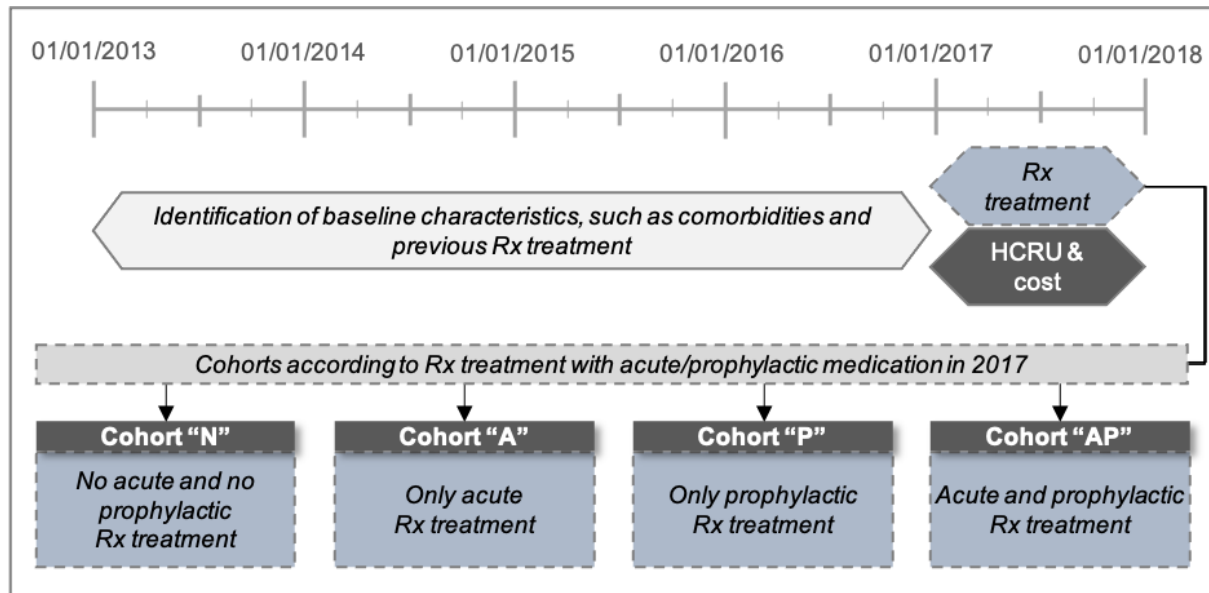 01/01/2013 01/01/2014 01/01/2015 01/01/2016 01/01/2017 01/01/2018
Identification of baseline characteristics, such as comorbidities and
previous Rx treatment
Rx
treatment
HCRU &
cost
Cohorts according to Rx treatment with acute/prophylactic medication in 2017
Cohort “N”
No acute and no
prophylactic
Rx treatment
Cohort “A”
Only acute
Rx treatment
Cohort “P”
Only prophylactic
Rx treatment
Cohort “AP”
Acute and prophylactic
Rx treatment